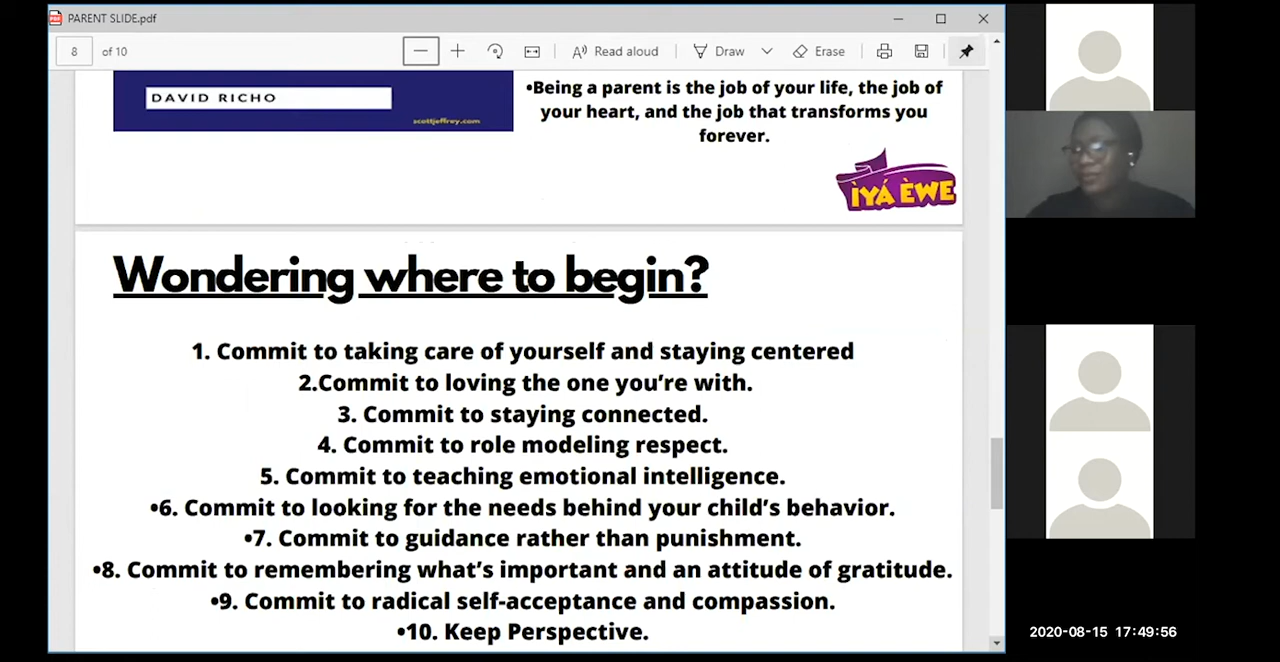 PARENT SLIDE.pdf
8 of 10
Read aloud
Draw
Erase
DAVID RICHO
scottjeffrey.com
•Being a parent is the job of your life, the job of
your heart, and the job that transforms you
forever.
ÌYÁ ÈWE
Wondering where to begin?
1. Commit to taking care of yourself and staying centered
2.Commit to loving the one you’re with.
3. Commit to staying connected.
4. Commit to role modeling respect.
5. Commit to teaching emotional intelligence.
•6. Commit to looking for the needs behind your child’s behavior.
•7. Commit to guidance rather than punishment.
•8. Commit to remembering what’s important and an attitude of gratitude.
•9. Commit to radical self-acceptance and compassion.
•10. Keep Perspective.
2020-08-15 17:49:56